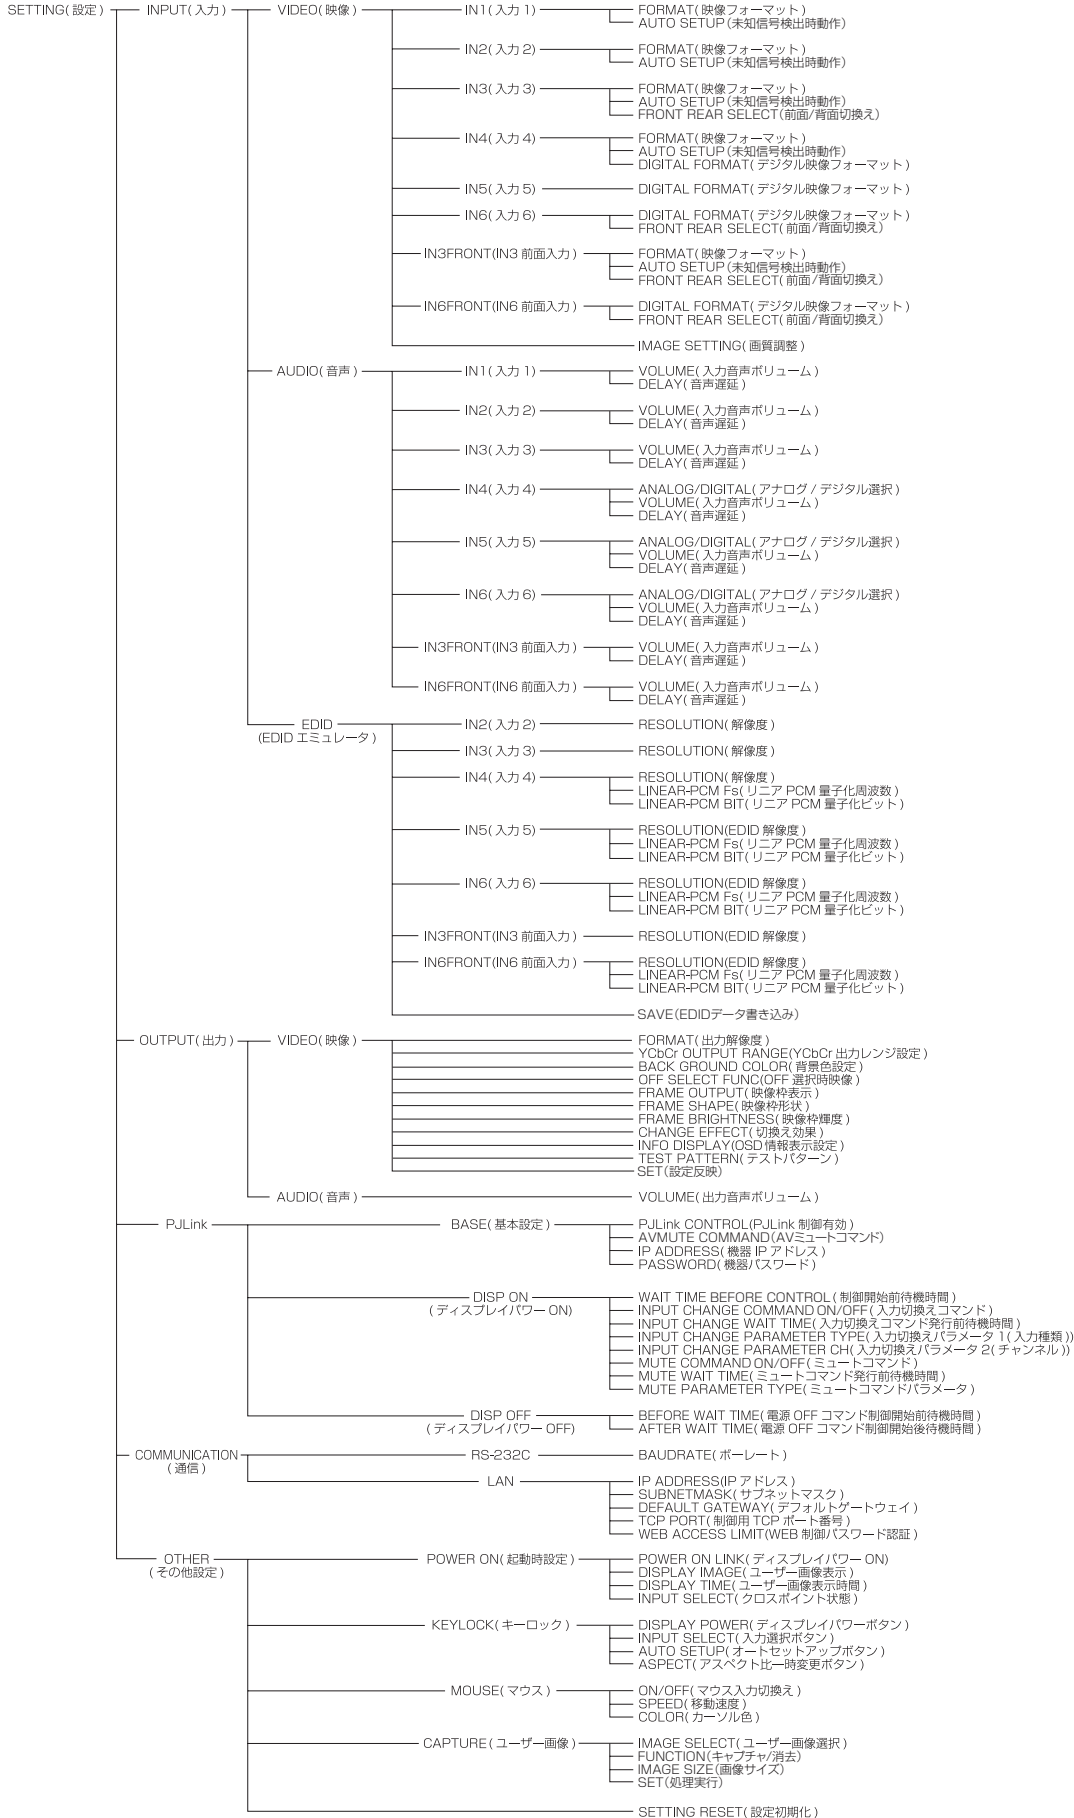 SETTING(設定) INPUT(入力) VIDEO(映像) IN1(入力1) FORMAT(映像フォーマット)
AUTO SETUP(未知信号検出時動作)
IN2(入力2) FORMAT(映像フォーマット)
AUTO SETUP(未知信号検出時動作)
IN3(入力3) FORMAT(映像フォーマット)
AUTO SETUP(未知信号検出時動作)
FRONT REAR SELECT(前面/背面切換え)
IN4(入力4) FORMAT(映像フォーマット)
AUTO SETUP(未知信号検出時動作)
DIGITAL FORMAT(デジタル映像フォーマット)
IN5(入力5) DIGITAL FORMAT(デジタル映像フォーマット)
IN6(入力6) DIGITAL FORMAT(デジタル映像フォーマット)
FRONT REAR SELECT(前面/背面切換え)
IN3FRONT(IN3 前面入力) FORMAT(映像フォーマット)
AUTO SETUP(未知信号検出時動作)
FRONT REAR SELECT(前面/背面切換え)
IN6FRONT(IN6 前面入力) DIGITAL FORMAT(デジタル映像フォーマット)
FRONT REAR SELECT(前面/背面切換え)
IMAGE SETTING(画質調整)
AUDIO(音声) IN1(入力1) VOLUME(入力音声ボリューム)
DELAY(音声遅延)
IN2(入力2) VOLUME(入力音声ボリューム)
DELAY(音声遅延)
IN3(入力3) VOLUME(入力音声ボリューム)
DELAY(音声遅延)
IN4(入力4) ANALOG/DIGITAL(アナログ/デジタル選択)
VOLUME(入力音声ボリューム)
DELAY(音声遅延)
IN5(入力5) ANALOG/DIGITAL(アナログ/デジタル選択)
VOLUME(入力音声ボリューム)
DELAY(音声遅延)
IN6(入力6) ANALOG/DIGITAL(アナログ/デジタル選択)
VOLUME(入力音声ボリューム)
DELAY(音声遅延)
IN3FRONT(IN3 前面入力) VOLUME(入力音声ボリューム)
DELAY(音声遅延)
IN6FRONT(IN6 前面入力) VOLUME(入力音声ボリューム)
DELAY(音声遅延)
EDID IN2(入力2) RESOLUTION(解像度)
(EDID エミュレータ)
IN3(入力3) RESOLUTION(解像度)
IN4(入力4) RESOLUTION(解像度)
LINEAR-PCM Fs(リニア PCM 量子化周波数)
LINEAR-PCM BIT(リニア PCM 量子化ビット)
IN5(入力5) RESOLUTION(EDID 解像度)
LINEAR-PCM Fs(リニア PCM 量子化周波数)
LINEAR-PCM BIT(リニア PCM 量子化ビット)
IN6(入力6) RESOLUTION(EDID 解像度)
LINEAR-PCM Fs(リニア PCM 量子化周波数)
LINEAR-PCM BIT(リニア PCM 量子化ビット)
IN3FRONT(IN3 前面入力) RESOLUTION(EDID 解像度)
IN6FRONT(IN6 前面入力) RESOLUTION(EDID 解像度)
LINEAR-PCM Fs(リニア PCM 量子化周波数)
LINEAR-PCM BIT(リニア PCM 量子化ビット)
SAVE(EDIDデータ書き込み)
OUTPUT(出力) VIDEO(映像) FORMAT(出力解像度)
YCbCr OUTPUT RANGE(YCbCr 出力レンジ設定)
BACK GROUND COLOR(背景色設定)
OFF SELECT FUNC(OFF 選択時映像)
FRAME OUTPUT(映像枠表示)
FRAME SHAPE(映像枠形状)
FRAME BRIGHTNESS(映像枠輝度)
CHANGE EFFECT(切換え効果)
INFO DISPLAY(OSD 情報表示設定)
TEST PATTERN(テストパターン)
SET(設定反映)
AUDIO(音声) VOLUME(出力音声ボリューム)
PJLink BASE(基本設定) PJLink CONTROL(PJLink 制御有効)
AVMUTE COMMAND(AVミュートコマンド)
IP ADDRESS(機器 IP アドレス)
PASSWORD(機器パスワード)
DISP ON WAIT TIME BEFORE CONTROL(制御開始前待機時間)
(ディスプレイパワー ON) INPUT CHANGE COMMAND ON/OFF(入力切換えコマンド)
INPUT CHANGE WAIT TIME(入力切換えコマンド発行前待機時間)
INPUT CHANGE PARAMETER TYPE(入力切換えパラメータ 1(入力種類))
INPUT CHANGE PARAMETER CH(入力切換えパラメータ 2(チャンネル))
MUTE COMMAND ON/OFF(ミュートコマンド)
MUTE WAIT TIME(ミュートコマンド発行前待機時間)
MUTE PARAMETER TYPE(ミュートコマンドパラメータ)
DISP OFF BEFORE WAIT TIME(電源 OFF コマンド制御開始前待機時間)
(ディスプレイパワー OFF) AFTER WAIT TIME(電源 OFF コマンド制御開始後待機時間)
COMMUNICATION RS-232C BAUDRATE(ボーレート)
(通信)
LAN IP ADDRESS(IP アドレス)
SUBNETMASK(サブネットマスク)
DEFAULT GATEWAY(デフォルトゲートウェイ)
TCP PORT(制御用 TCP ポート番号)
WEB ACCESS LIMIT(WEB 制御パスワード認証)
OTHER POWER ON(起動時設定) POWER ON LINK(ディスプレイパワー ON)
(その他設定) DISPLAY IMAGE(ユーザー画像表示)
DISPLAY TIME(ユーザー画像表示時間)
INPUT SELECT(クロスポイント状態)
KEYLOCK(キーロック) DISPLAY POWER(ディスプレイパワーボタン)
INPUT SELECT(入力選択ボタン)
AUTO SETUP(オートセットアップボタン)
ASPECT(アスペクト比一時変更ボタン)
MOUSE(マウス) ON/OFF(マウス入力切換え)
SPEED(移動速度)
COLOR(カーソル色)
CAPTURE(ユーザー画像) IMAGE SELECT(ユーザー画像選択)
FUNCTION(キャプチャ/消去)
IMAGE SIZE(画像サイズ)
SET(処理実行)
SETTING RESET(設定初期化)